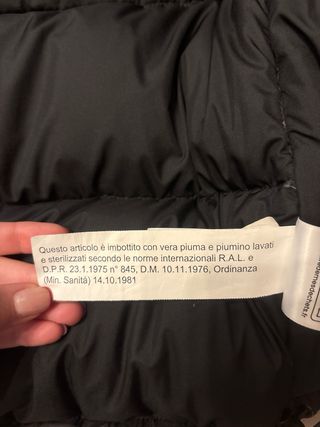 Questo articolo è imbottito con vera piuma e piumino lavati
e sterilizzati secondo le norme internazionali R.A.L. e
D.P.R. 23.1.1975 n° 845, D.M. 10.11.1976, Ordinanza
(Min. Sanità) 14.10.1981